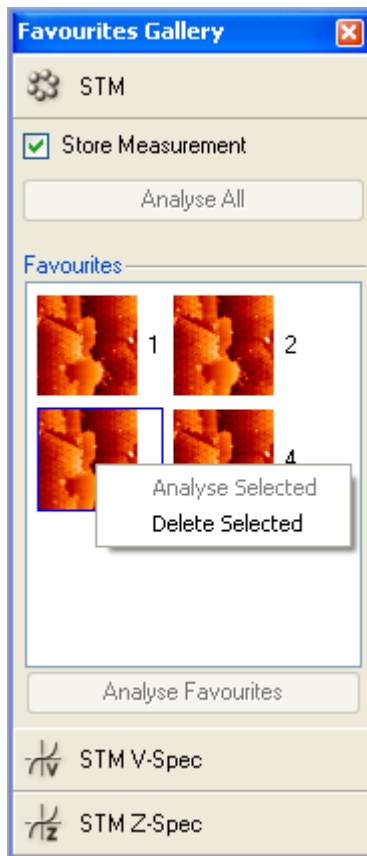 Favourites Gallery
STM
Store Measurement
Analyse All
Favourites
1 2
4
Analyse Selected
Delete Selected
Analyse Favourites
STM V-Spec
STM Z-Spec